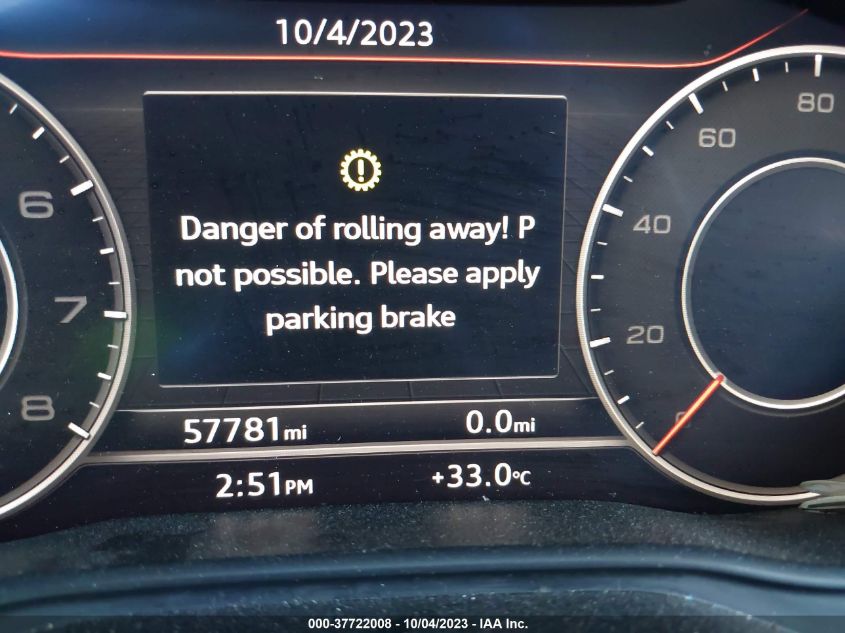 10/4/2023
80
60
6
Danger of rolling away! P
not possible. Please apply
parking brake
40
7
20
8
0
57781mi
0.0mi
2:51PM
+33.0°C
000-37722008 - 10/04/2023 - IAA Inc.